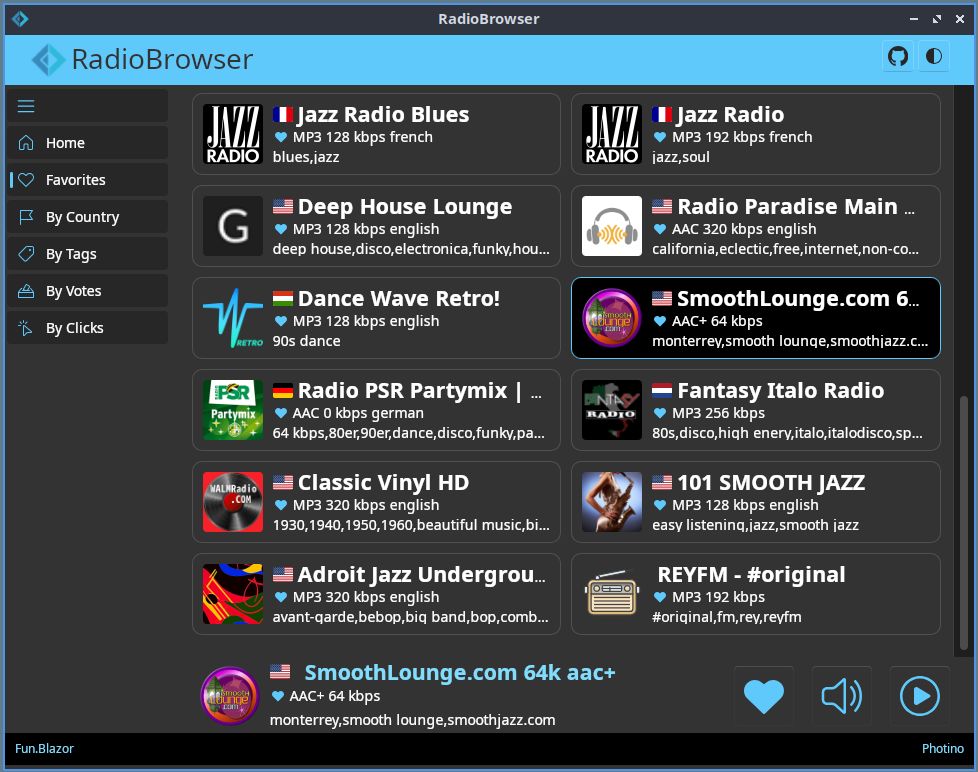 RadioBrowser
RadioBrowser
Home
Favorites
By Country
By Tags
By Votes
By Clicks
JAZZ
RADIO
Jazz Radio Blues
MP3 128 kbps french
blues,jazz
JAZZ
RADIO
Jazz Radio
MP3 192 kbps french
jazz,soul
G
Deep House Lounge
MP3 128 kbps english
deep house,disco,electronica,funky,hou...
Radio Paradise Main ...
AAC 320 kbps english
california,eclectic,free,internet,non-co...
RETRO
Dance Wave Retro!
MP3 128 kbps english
90s dance
Smooth
Lounge
.com
SmoothLounge.com 6...
AAC+ 64 kbps
monterrey,smooth lounge,smoothjazz.c...
PSR
Partymix
Radio PSR Partymix | ...
AAC 0 kbps german
64 kbps,80er,90er,dance,disco,funky,pa...
FANTASY
RADIO
Fantasy Italo Radio
MP3 256 kbps
80s,disco,high enery,italo,italodisco,sp...
WALMRadio
.COM
Classic Vinyl HD
MP3 320 kbps english
1930,1940,1950,1960,beautiful music,bi...
101 SMOOTH JAZZ
MP3 128 kbps english
easy listening,jazz,smooth jazz
Adroit Jazz Undergrou...
MP3 320 kbps english
avant-garde,bebop,big band,bop,comb...
REYFM - #original
MP3 192 kbps
#original,fm,rey,reyfm
Smooth
Lounge
.com
SmoothLounge.com 64k aac+
AAC+ 64 kbps
monterrey,smooth lounge,smoothjazz.com
Fun.Blazor
Photino